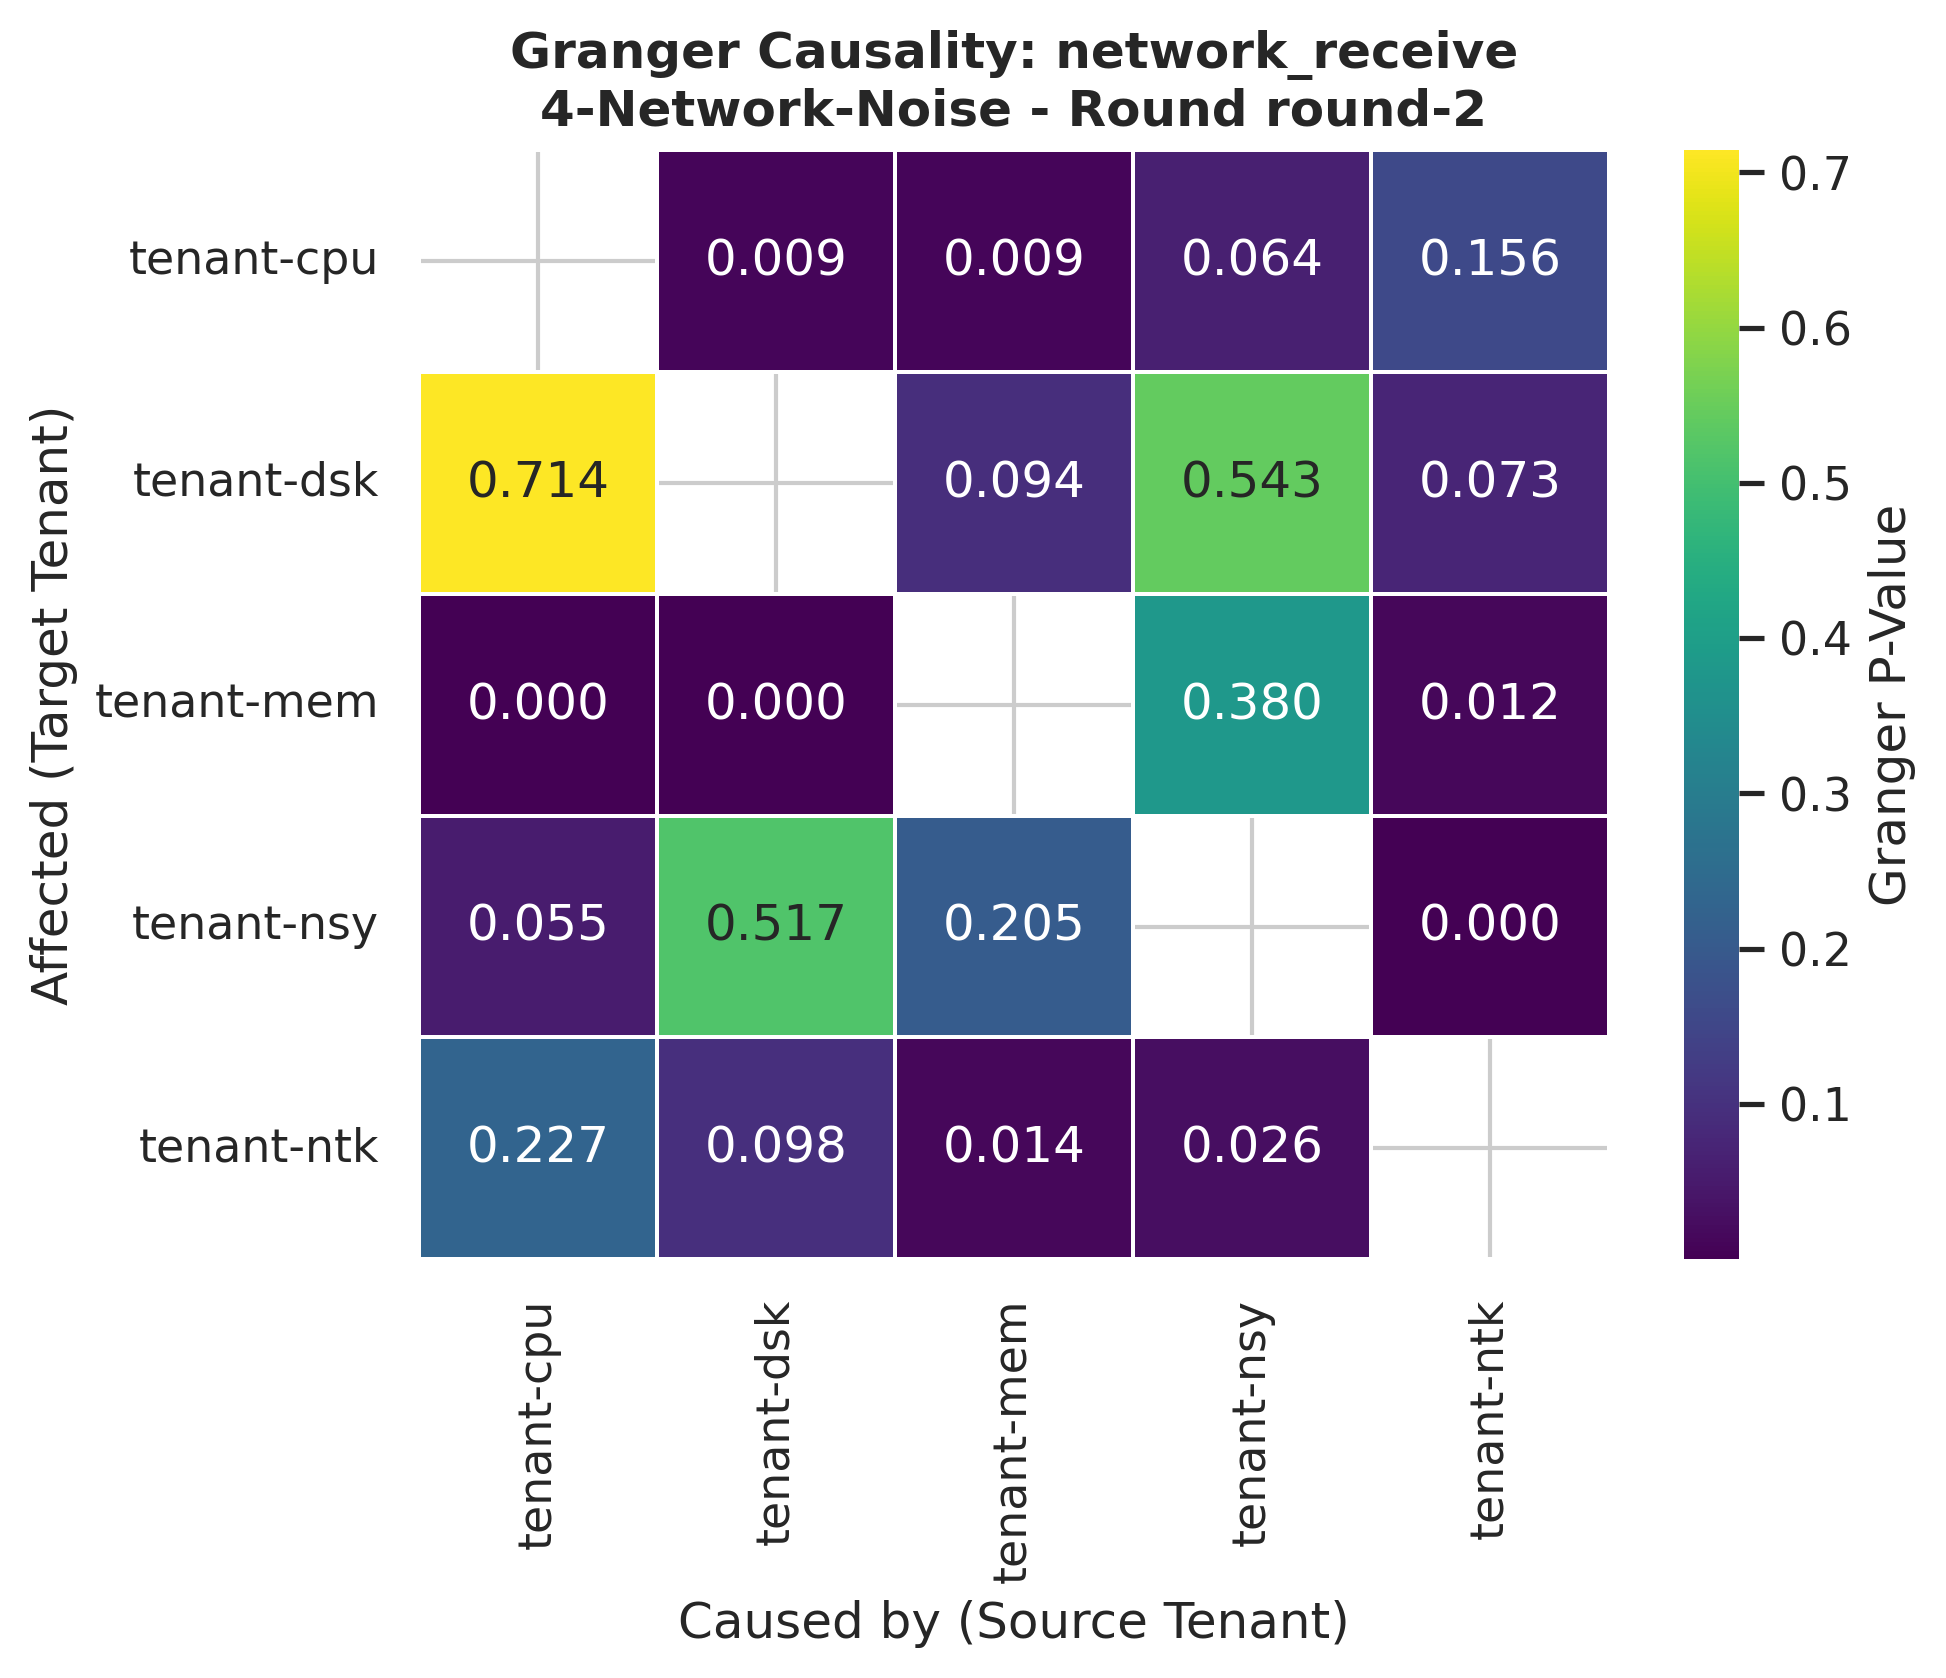 Granger Causality: network_receive
4-Network-Noise - Round round-2
Affected (Target Tenant)
tenant-cpu 0.009 0.009 0.064 0.156
tenant-dsk 0.714 0.094 0.543 0.073
tenant-mem 0.000 0.000 0.380 0.012
tenant-nsy 0.055 0.517 0.205 0.000
tenant-ntk 0.227 0.098 0.014 0.026
tenant-cpu tenant-dsk tenant-mem tenant-nsy tenant-ntk
Caused by (Source Tenant)
0.7
0.6
0.5
0.4
0.3
0.2
0.1
Granger P-Value